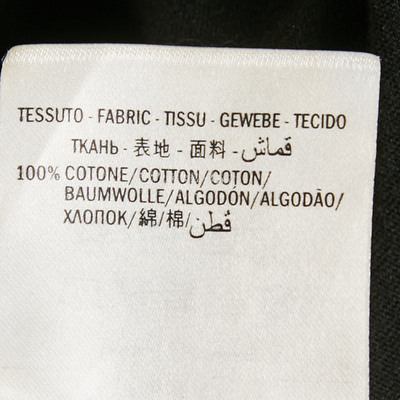 TESSUTO - FABRIC - TISSU - GEWEBE - TECIDO
ТКАНЬ - 表地 - 面料 - قماش
100% COTONE/COTTON/COTON/
BAUMWOLLE/ALGODÓN/ALGODÃO/
ХЛОПОК/綿/棉/قطن